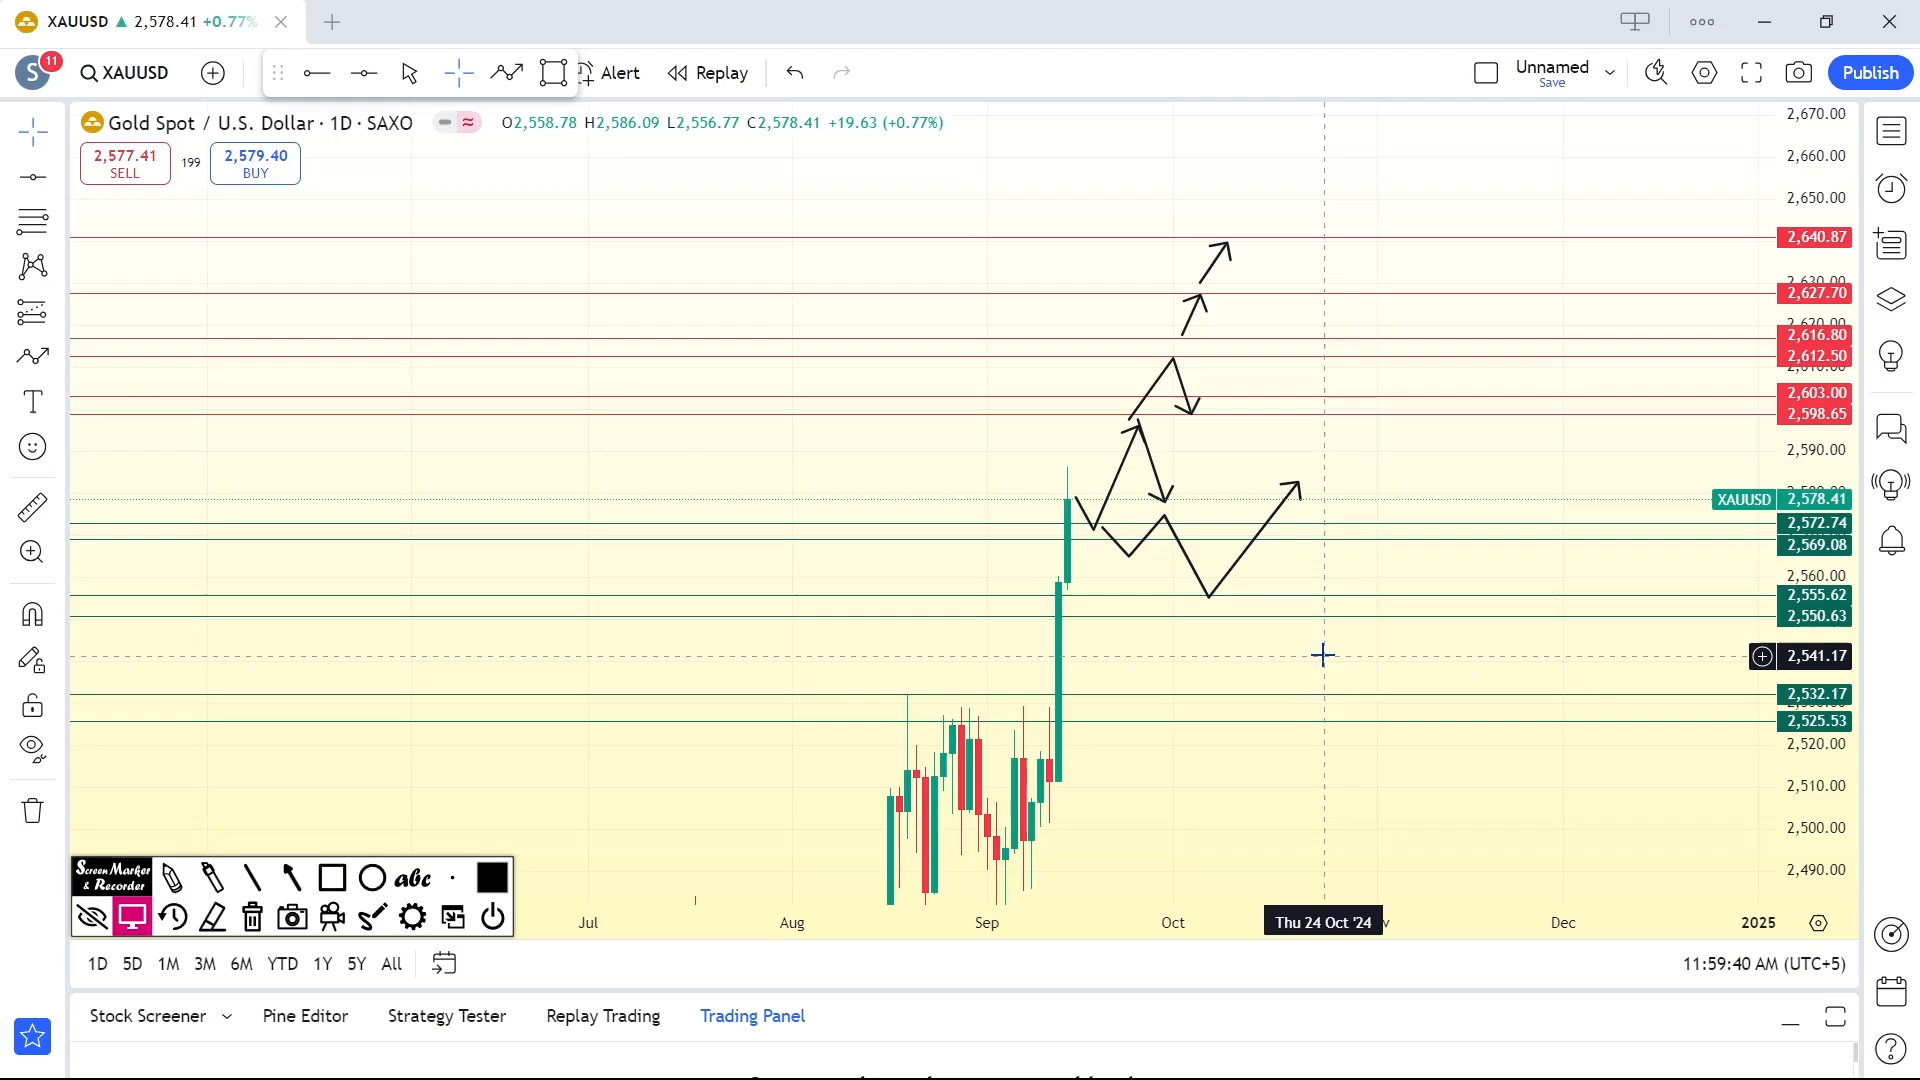 XAUUSD ▲ 2,578.41 +0.77%
S 11 XAUUSD Alert Replay Unnamed Save Publish
Gold Spot / U.S. Dollar · 1D · SAXO O2,558.78 H2,586.09 L2,556.77 C2,578.41 +19.63 (+0.77%)
2,577.41 SELL 199 2,579.40 BUY
2,670.00
2,660.00
2,650.00
2,640.87
2,627.70
2,616.80
2,612.50
2,603.00
2,598.65
2,590.00
XAUUSD 2,578.41
2,572.74
2,569.08
2,560.00
2,555.62
2,550.63
2,541.17
2,532.17
2,525.53
2,520.00
2,510.00
2,500.00
2,490.00
Screen Marker & Recorder abc
Jul Aug Sep Oct Thu 24 Oct '24 Dec 2025
1D 5D 1M 3M 6M YTD 1Y 5Y All 11:59:40 AM (UTC+5)
Stock Screener Pine Editor Strategy Tester Replay Trading Trading Panel